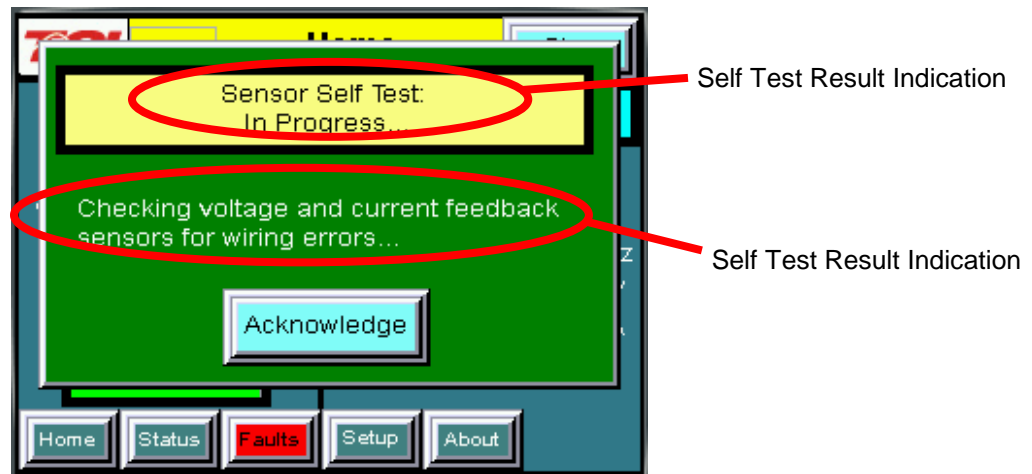 Sensor Self Test:
In Progress...
Self Test Result Indication
Checking voltage and current feedback
sensors for wiring errors...
Self Test Result Indication
Acknowledge
Home
Status
Faults
Setup
About